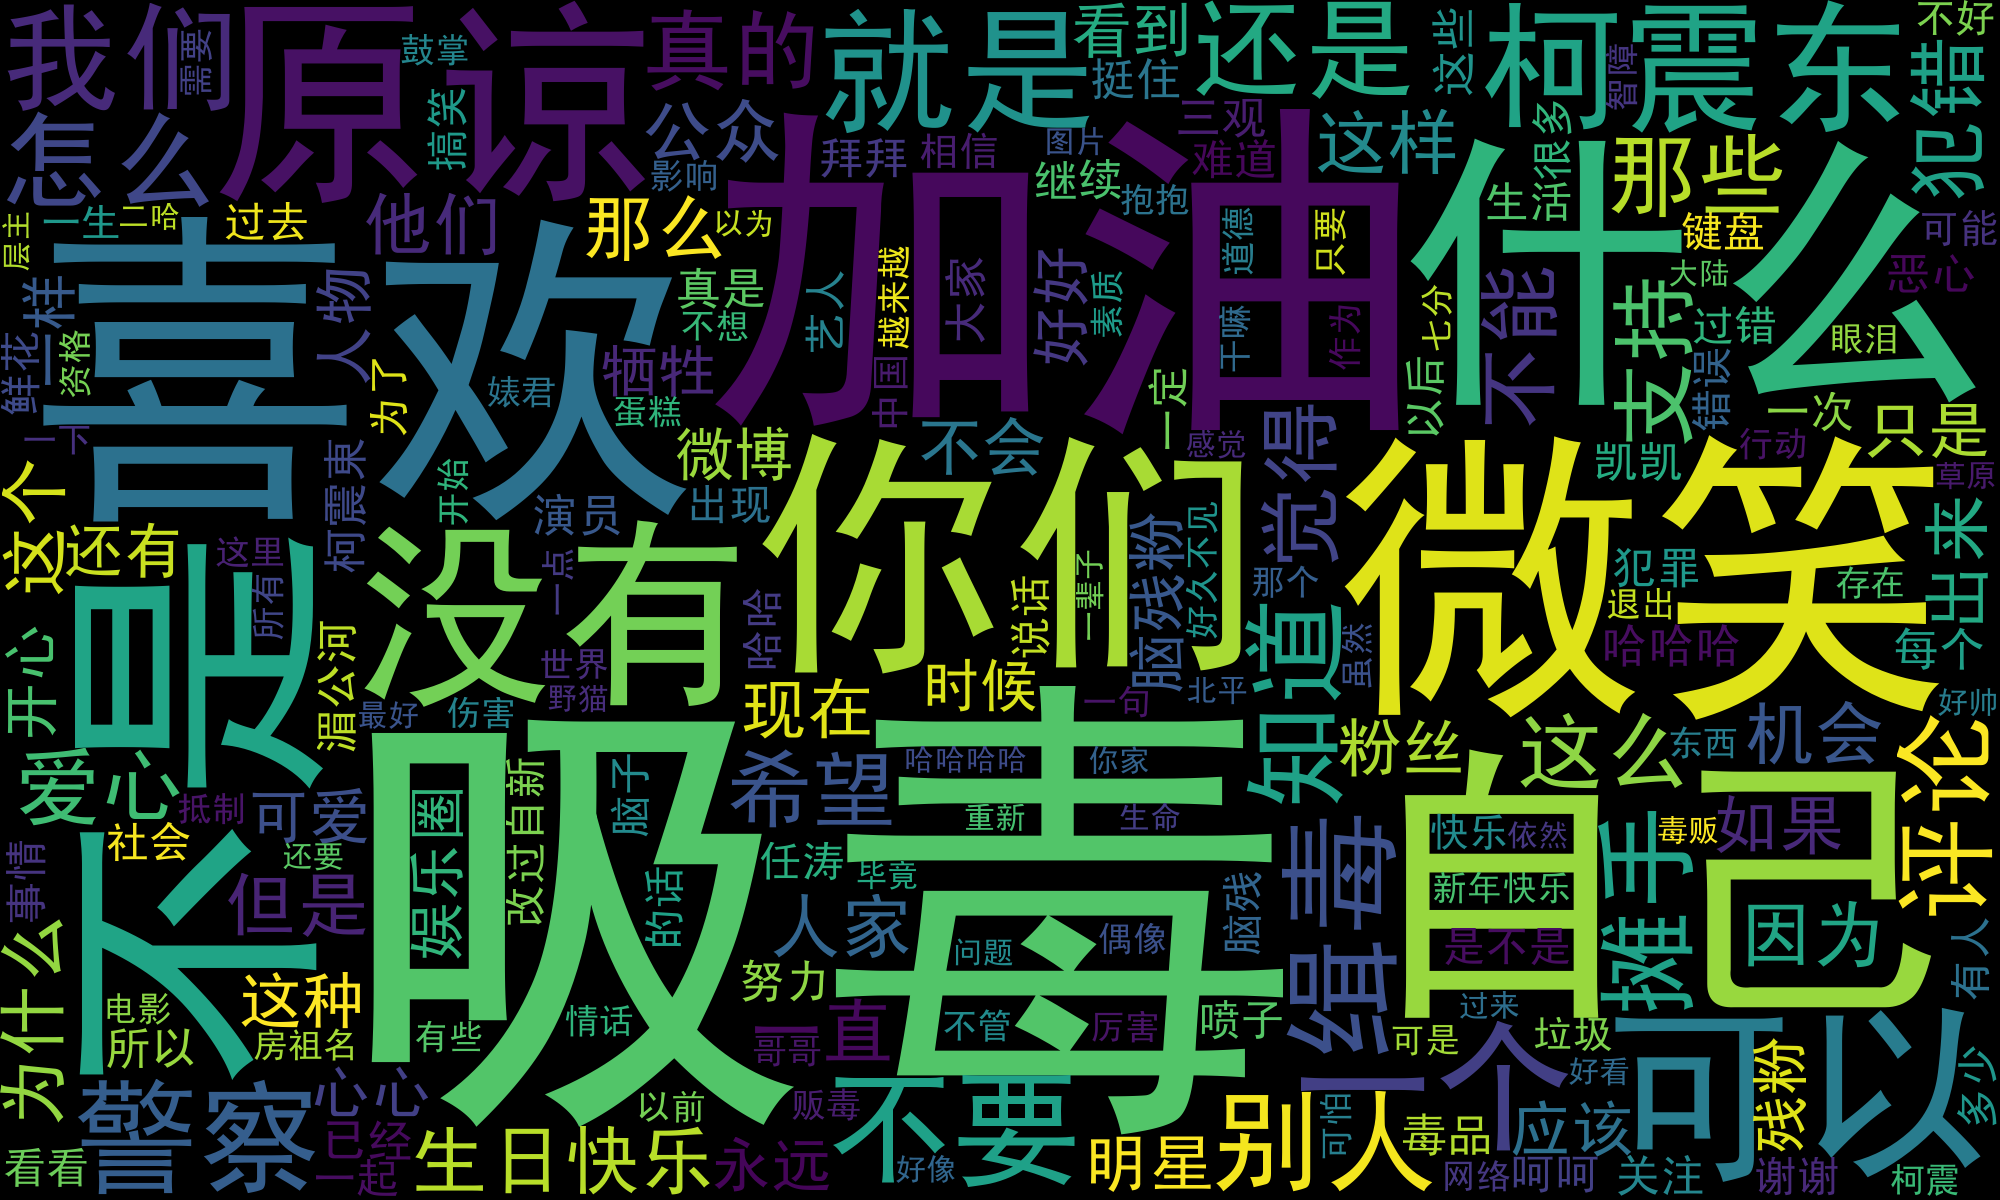 我们
需要
原谅
鼓掌
真的
就是
看到
还是
柯震东
不好
这些
智障
挺住
犯错
搞笑
公众
怎么
影响
拜拜
相信
图片
三观
难道
这样
很多
那些
继续
抱抱
生活
键盘
可能
层主
一生
二哈
过去
他们
那么
以为
加油
道德
只要
什么
喜欢
真是
不想
艺人
越来越
大家
好好
素质
干嘛
作为
七分
不能
支持
大陆
过错
恶心
眼泪
一样
人物
鲜花
资格
为了
婊君
牺牲
蛋糕
中国
一定
以后
错误
一次
只是
一下
柯震東
开始
微博
不会
感觉
觉得
凯凯
行动
草原
这个
还有
这里
所有
演员
出现
没有
你们
微笑
出来
脑残粉
好久不见
那个
犯罪
退出
存在
一点
说话
一辈子
哈哈
世界
野猫
不是
湄公河
开心
最好
伤害
时候
现在
一句
北平
知道
虽然
哈哈哈
每个
好帅
爱心
抵制
可爱
社会
还要
娱乐圈
改过自新
脑子
希望
哈哈哈哈
你家
粉丝
这么
东西
机会
评论
吸毒
重新
生命
自己
快乐
依然
毒贩
如果
摊手
事情
但是
任涛
毕竟
的话
人家
脑残
缉毒
新年快乐
是不是
因为
有人
为什么
这种
电影
所以
房祖名
有些
情话
努力
问题
偶像
不管
厉害
喷子
哥哥
一直
过来
可是
垃圾
一个
可以
好看
残粉
多少
警察
心心
已经
一起
以前
贩毒
不要
别人
可怕
毒品
应该
看看
生日快乐
永远
好像
明星
网络
呵呵
关注
谢谢
柯震